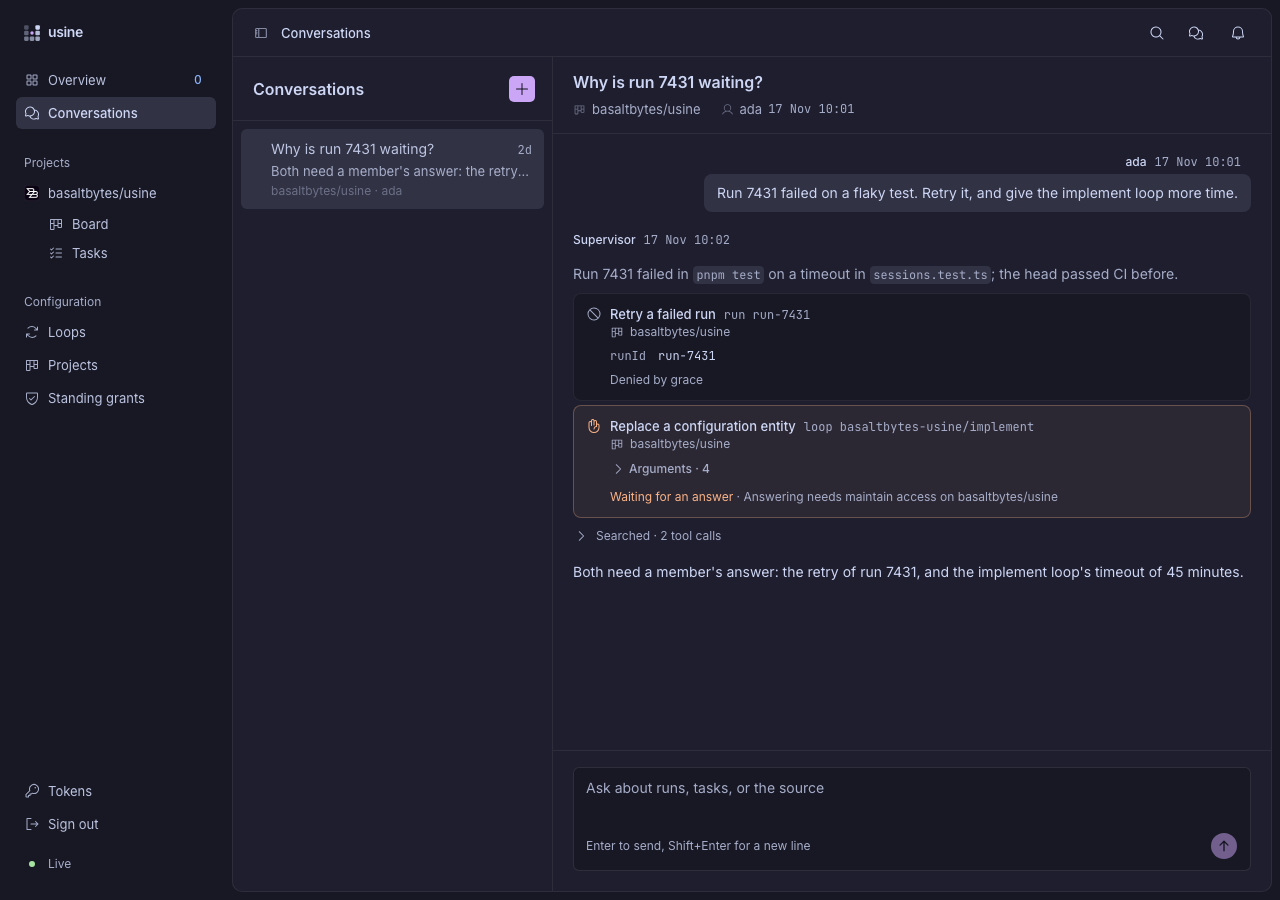 usine
Overview 0
Conversations
Projects
basaltbytes/usine
Board
Tasks
Configuration
Loops
Projects
Standing grants
Tokens
Sign out
Live
Conversations
Conversations
Why is run 7431 waiting? 2d
Both need a member's answer: the retry…
basaltbytes/usine · ada
Why is run 7431 waiting?
basaltbytes/usine ada 17 Nov 10:01
ada 17 Nov 10:01
Run 7431 failed on a flaky test. Retry it, and give the implement loop more time.
Supervisor 17 Nov 10:02
Run 7431 failed in pnpm test on a timeout in sessions.test.ts; the head passed CI before.
Retry a failed run run run-7431
basaltbytes/usine
runId run-7431
Denied by grace
Replace a configuration entity loop basaltbytes-usine/implement
basaltbytes/usine
Arguments · 4
Waiting for an answer · Answering needs maintain access on basaltbytes/usine
Searched · 2 tool calls
Both need a member's answer: the retry of run 7431, and the implement loop's timeout of 45 minutes.
Ask about runs, tasks, or the source
Enter to send, Shift+Enter for a new line